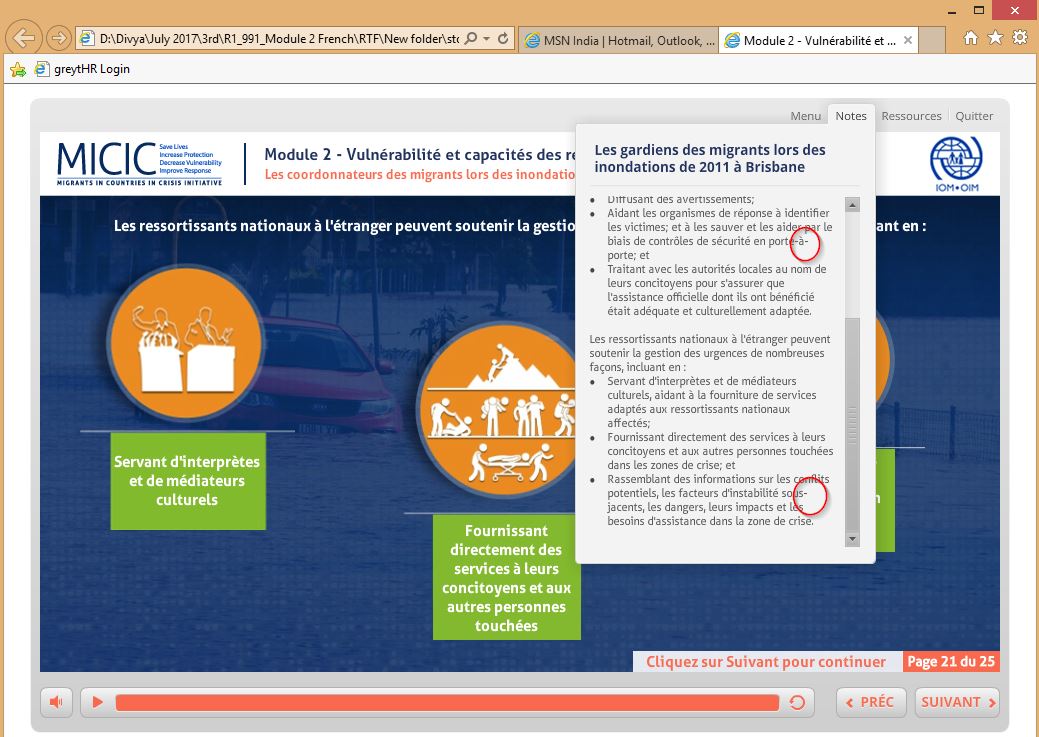 D:\Divya\July 2017\3rd\R1_991_Module 2 French\RTF\New folder\sto
MSN India | Hotmail, Outlook, ...
Module 2 - Vulnérabilité et ...
greytHR Login
Menu
Notes
Ressources
Quitter
MICIC
Save Lives
Increase Protection
Decrease Vulnerability
Improve Response
MIGRANTS IN COUNTRIES IN CRISIS INITIATIVE
Module 2 - Vulnérabilité et capacités des re
Les coordonnateurs des migrants lors des inondatio
IOM•OIM
Les gardiens des migrants lors des
inondations de 2011 à Brisbane
Diffusant des avertissements;
Aidant les organismes de réponse à identifier
les victimes; et à les sauver et les aider par le
biais de contrôles de sécurité en porte-à-
porte; et
Traitant avec les autorités locales au nom de
leurs concitoyens pour s'assurer que
l'assistance officielle dont ils ont bénéficié
était adéquate et culturellement adaptée.
Les ressortissants nationaux à l'étranger peuvent
soutenir la gestion des urgences de nombreuses
façons, incluant en :
Servant d'interprètes et de médiateurs
culturels, aidant à la fourniture de services
adaptés aux ressortissants nationaux
affectés;
Fournissant directement des services à leurs
concitoyens et aux autres personnes touchées
dans les zones de crise; et
Rassemblant des informations sur les conflits
potentiels, les facteurs d'instabilité sous-
jacents, les dangers, leurs impacts et les
besoins d'assistance dans la zone de crise.
Les ressortissants nationaux à l'étranger peuvent soutenir la gestio
ant en :
Servant d'interprètes
et de médiateurs
culturels
Fournissant
directement des
services à leurs
concitoyens et aux
autres personnes
touchées
n
Cliquez sur Suivant pour continuer
Page 21 du 25
PRÉC
SUIVANT